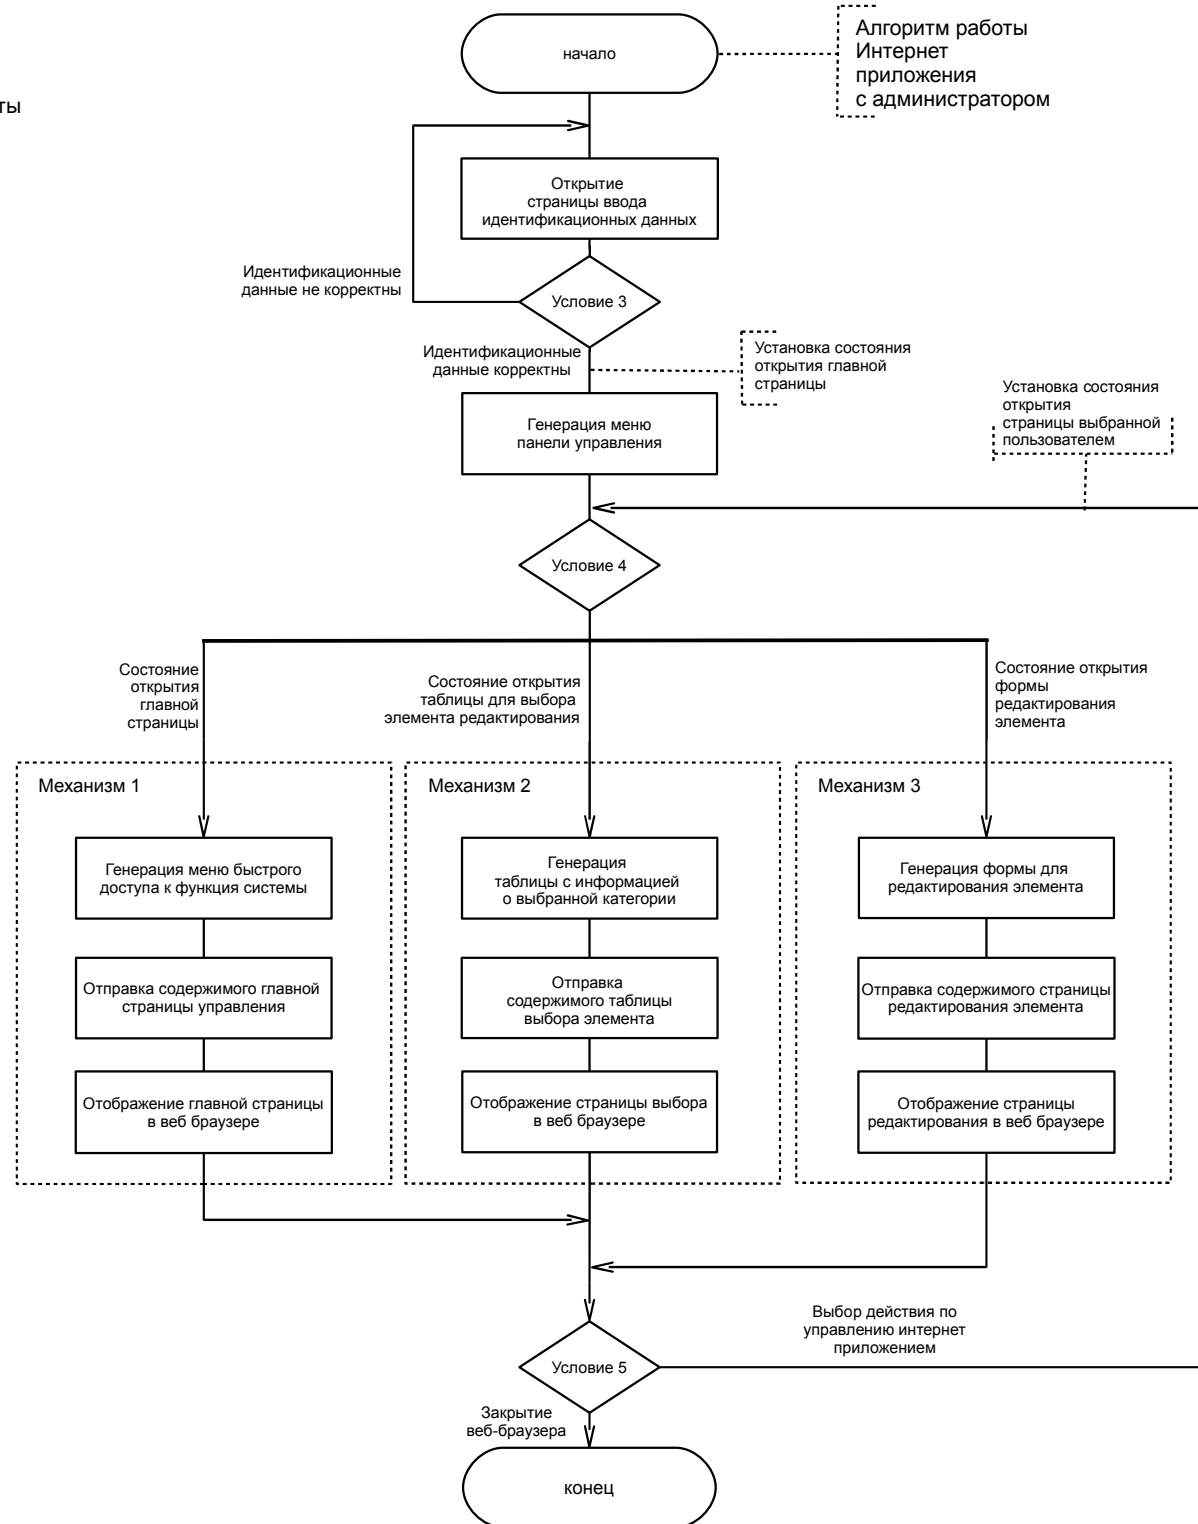 начало
Алгоритм работы
Интернет
приложения
с администратором
ты
Открытие
страницы ввода
идентификационных данных
Идентификационные
данные не корректны
Условие 3
Идентификационные
данные корректны
Установка состояния
открытия главной
страницы
Установка состояния
открытия
страницы выбранной
пользователем
Генерация меню
панели управления
Условие 4
Состояние
открытия
главной
страницы
Состояние открытия
таблицы для выбора
элемента редактирования
Состояние открытия
формы
редактирования
элемента
Механизм 1
Механизм 2
Механизм 3
Генерация меню быстрого
доступа к функция системы
Генерация
таблицы с информацией
о выбранной категории
Генерация формы для
редактирования элемента
Отправка содержимого главной
страницы управления
Отправка
содержимого таблицы
выбора элемента
Отправка содержимого страницы
редактирования элемента
Отображение главной страницы
в веб браузере
Отображение страницы выбора
в веб браузере
Отображение страницы
редактирования в веб браузере
Выбор действия по
управлению интернет
приложением
Условие 5
Закрытие
веб-браузера
конец